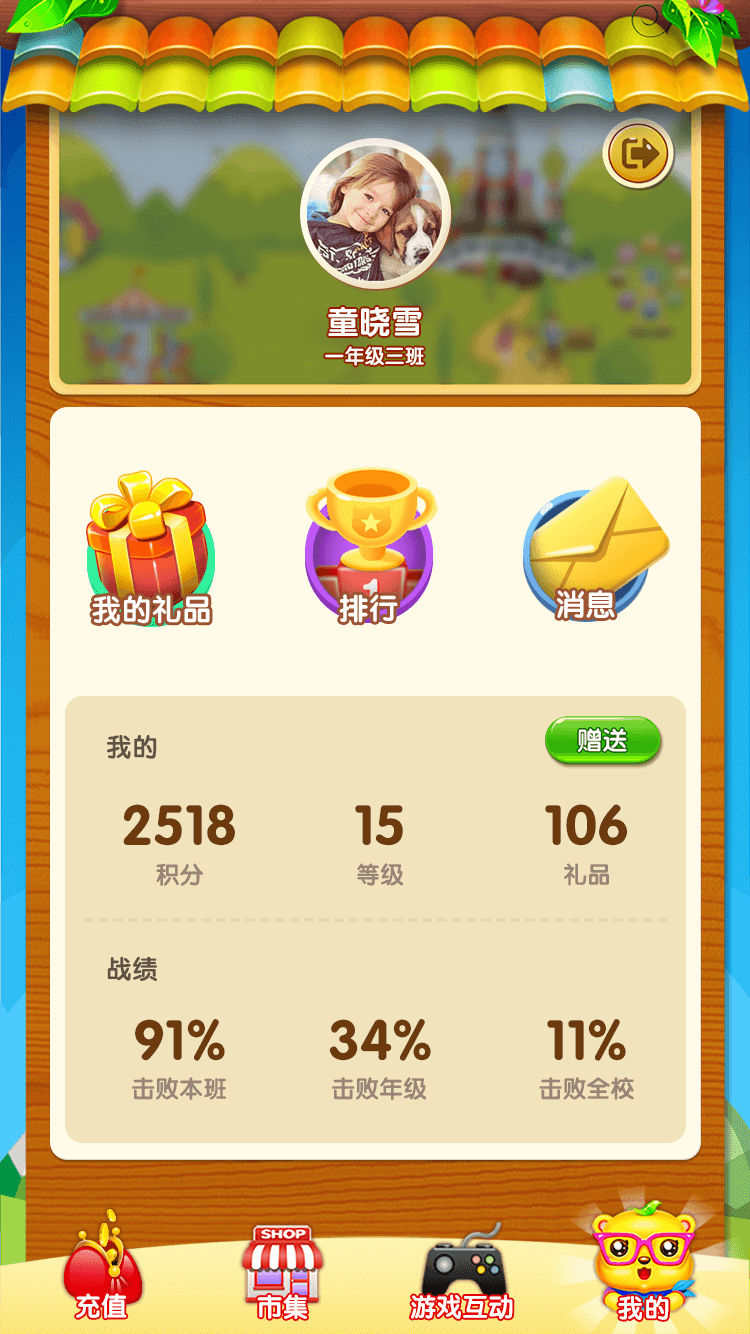 童晓雪
一年级三班
我的礼品
1
排行
消息
我的
赠送
2518
15
106
积分
等级
礼品
战绩
91%
34%
11%
击败本班
击败年级
击败全校
SHOP
充值
市集
游戏互动
我的